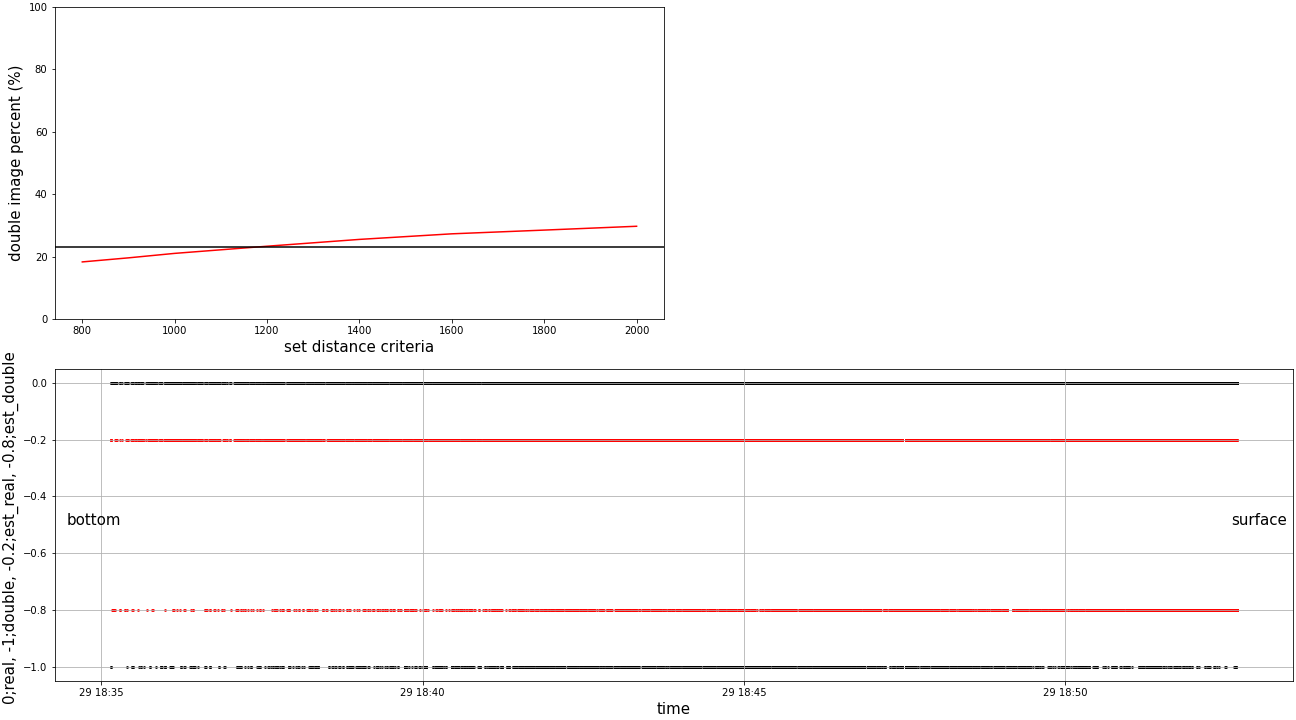 100
80
60
40
20
0
double image percent (%)
800 1000 1200 1400 1600 1800 2000
set distance criteria
0;real, -1;double, -0.2;est_real, -0.8;est_double
0.0
−0.2
−0.4
bottom surface
−0.6
−0.8
−1.0
29 18:35 29 18:40 29 18:45 29 18:50
time